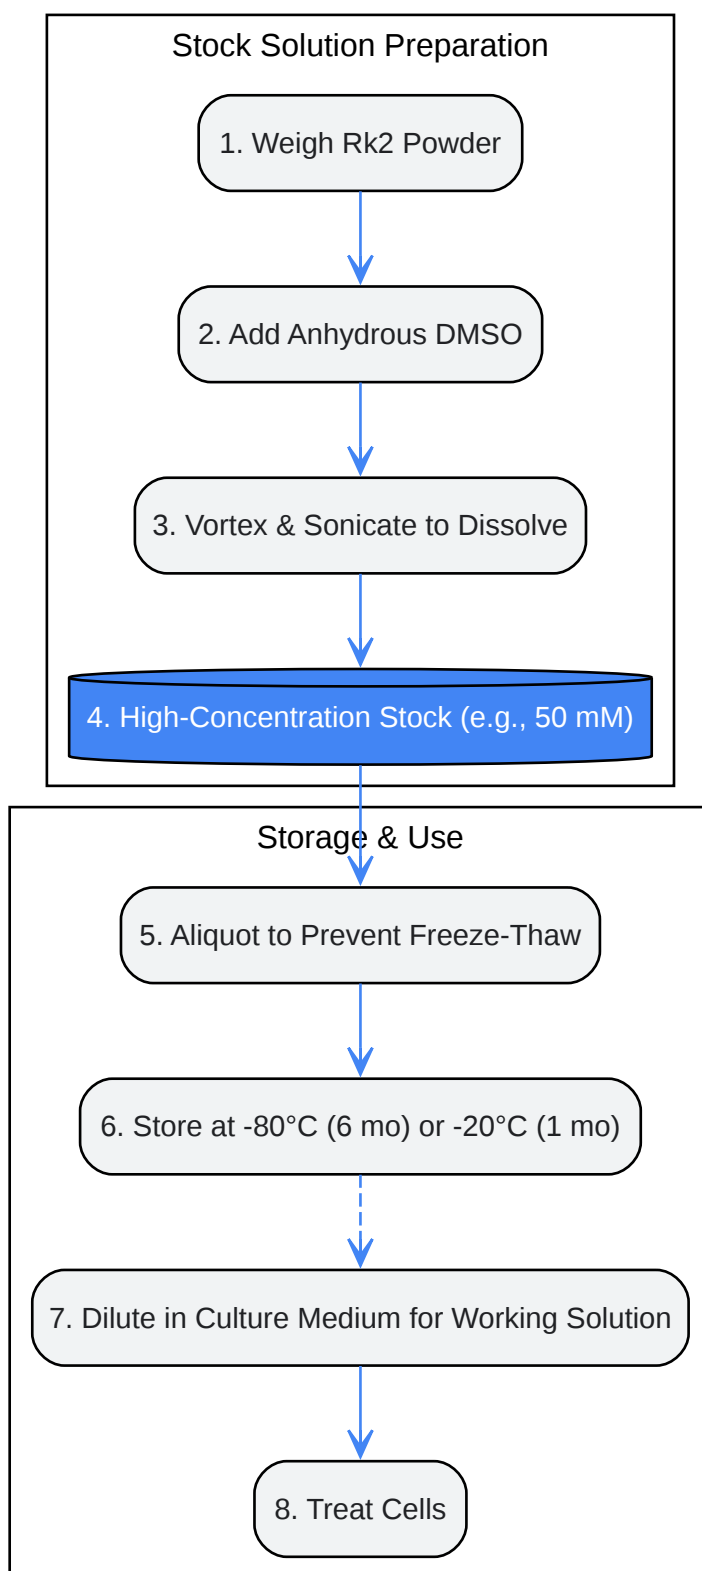 Stock Solution Preparation
1. Weigh Rk2 Powder
2. Add Anhydrous DMSO
3. Vortex & Sonicate to Dissolve
4. High-Concentration Stock (e.g., 50 mM)
Storage & Use
5. Aliquot to Prevent Freeze-Thaw
6. Store at -80°C (6 mo) or -20°C (1 mo)
7. Dilute in Culture Medium for Working Solution
8. Treat Cells